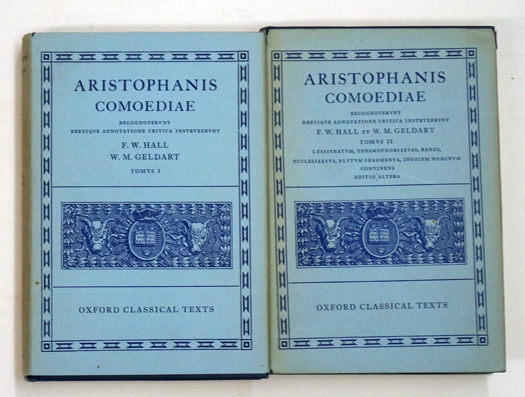 ARISTOPHANIS
COMOEDIAE
RECOGNOVERVNT
BREVIQVE ADNOTATIONE CRITICA INSTRVXERVNT
F. W. HALL
W. M. GELDART
TOMVS I
OXFORD CLASSICAL TEXTS
ARISTOPHANIS
COMOEDIAE
RECOGNOVERVNT
BREVIQVE ADNOTATIONE CRITICA INSTRVXERVNT
F. W. HALL ET W. M. GELDART
TOMVS II
LYSISTRATVM, THESMOPHORIAZVSAS, RANAS,
ECCLESIAZVSAS, PLVTVM FRAGMENTA, INDICEM NOMINVM
CONTINENS
EDITIO ALTERA
OXFORD CLASSICAL TEXTS